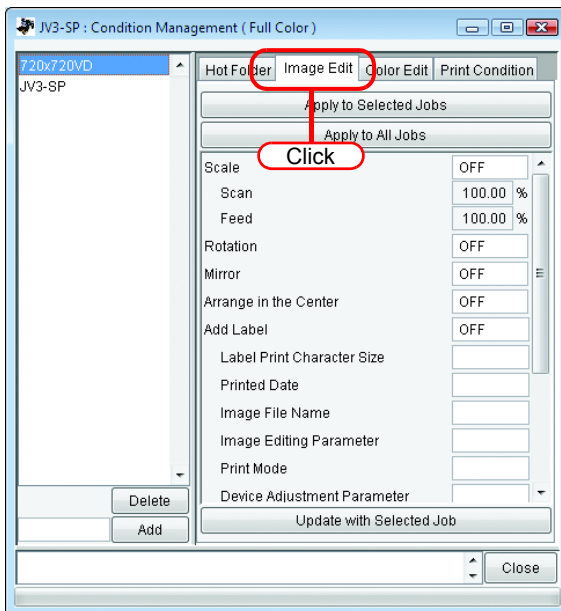 JV3-SP : Condition Management ( Full Color )
720x720VD
JV3-SP
Delete
Add
Hot Folder Image Edit Color Edit Print Condition
Apply to Selected Jobs
Apply to All Jobs
Click
Scale OFF
Scan 100.00 %
Feed 100.00 %
Rotation OFF
Mirror OFF
Arrange in the Center OFF
Add Label OFF
Label Print Character Size
Printed Date
Image File Name
Image Editing Parameter
Print Mode
Device Adjustment Parameter
Update with Selected Job
Close